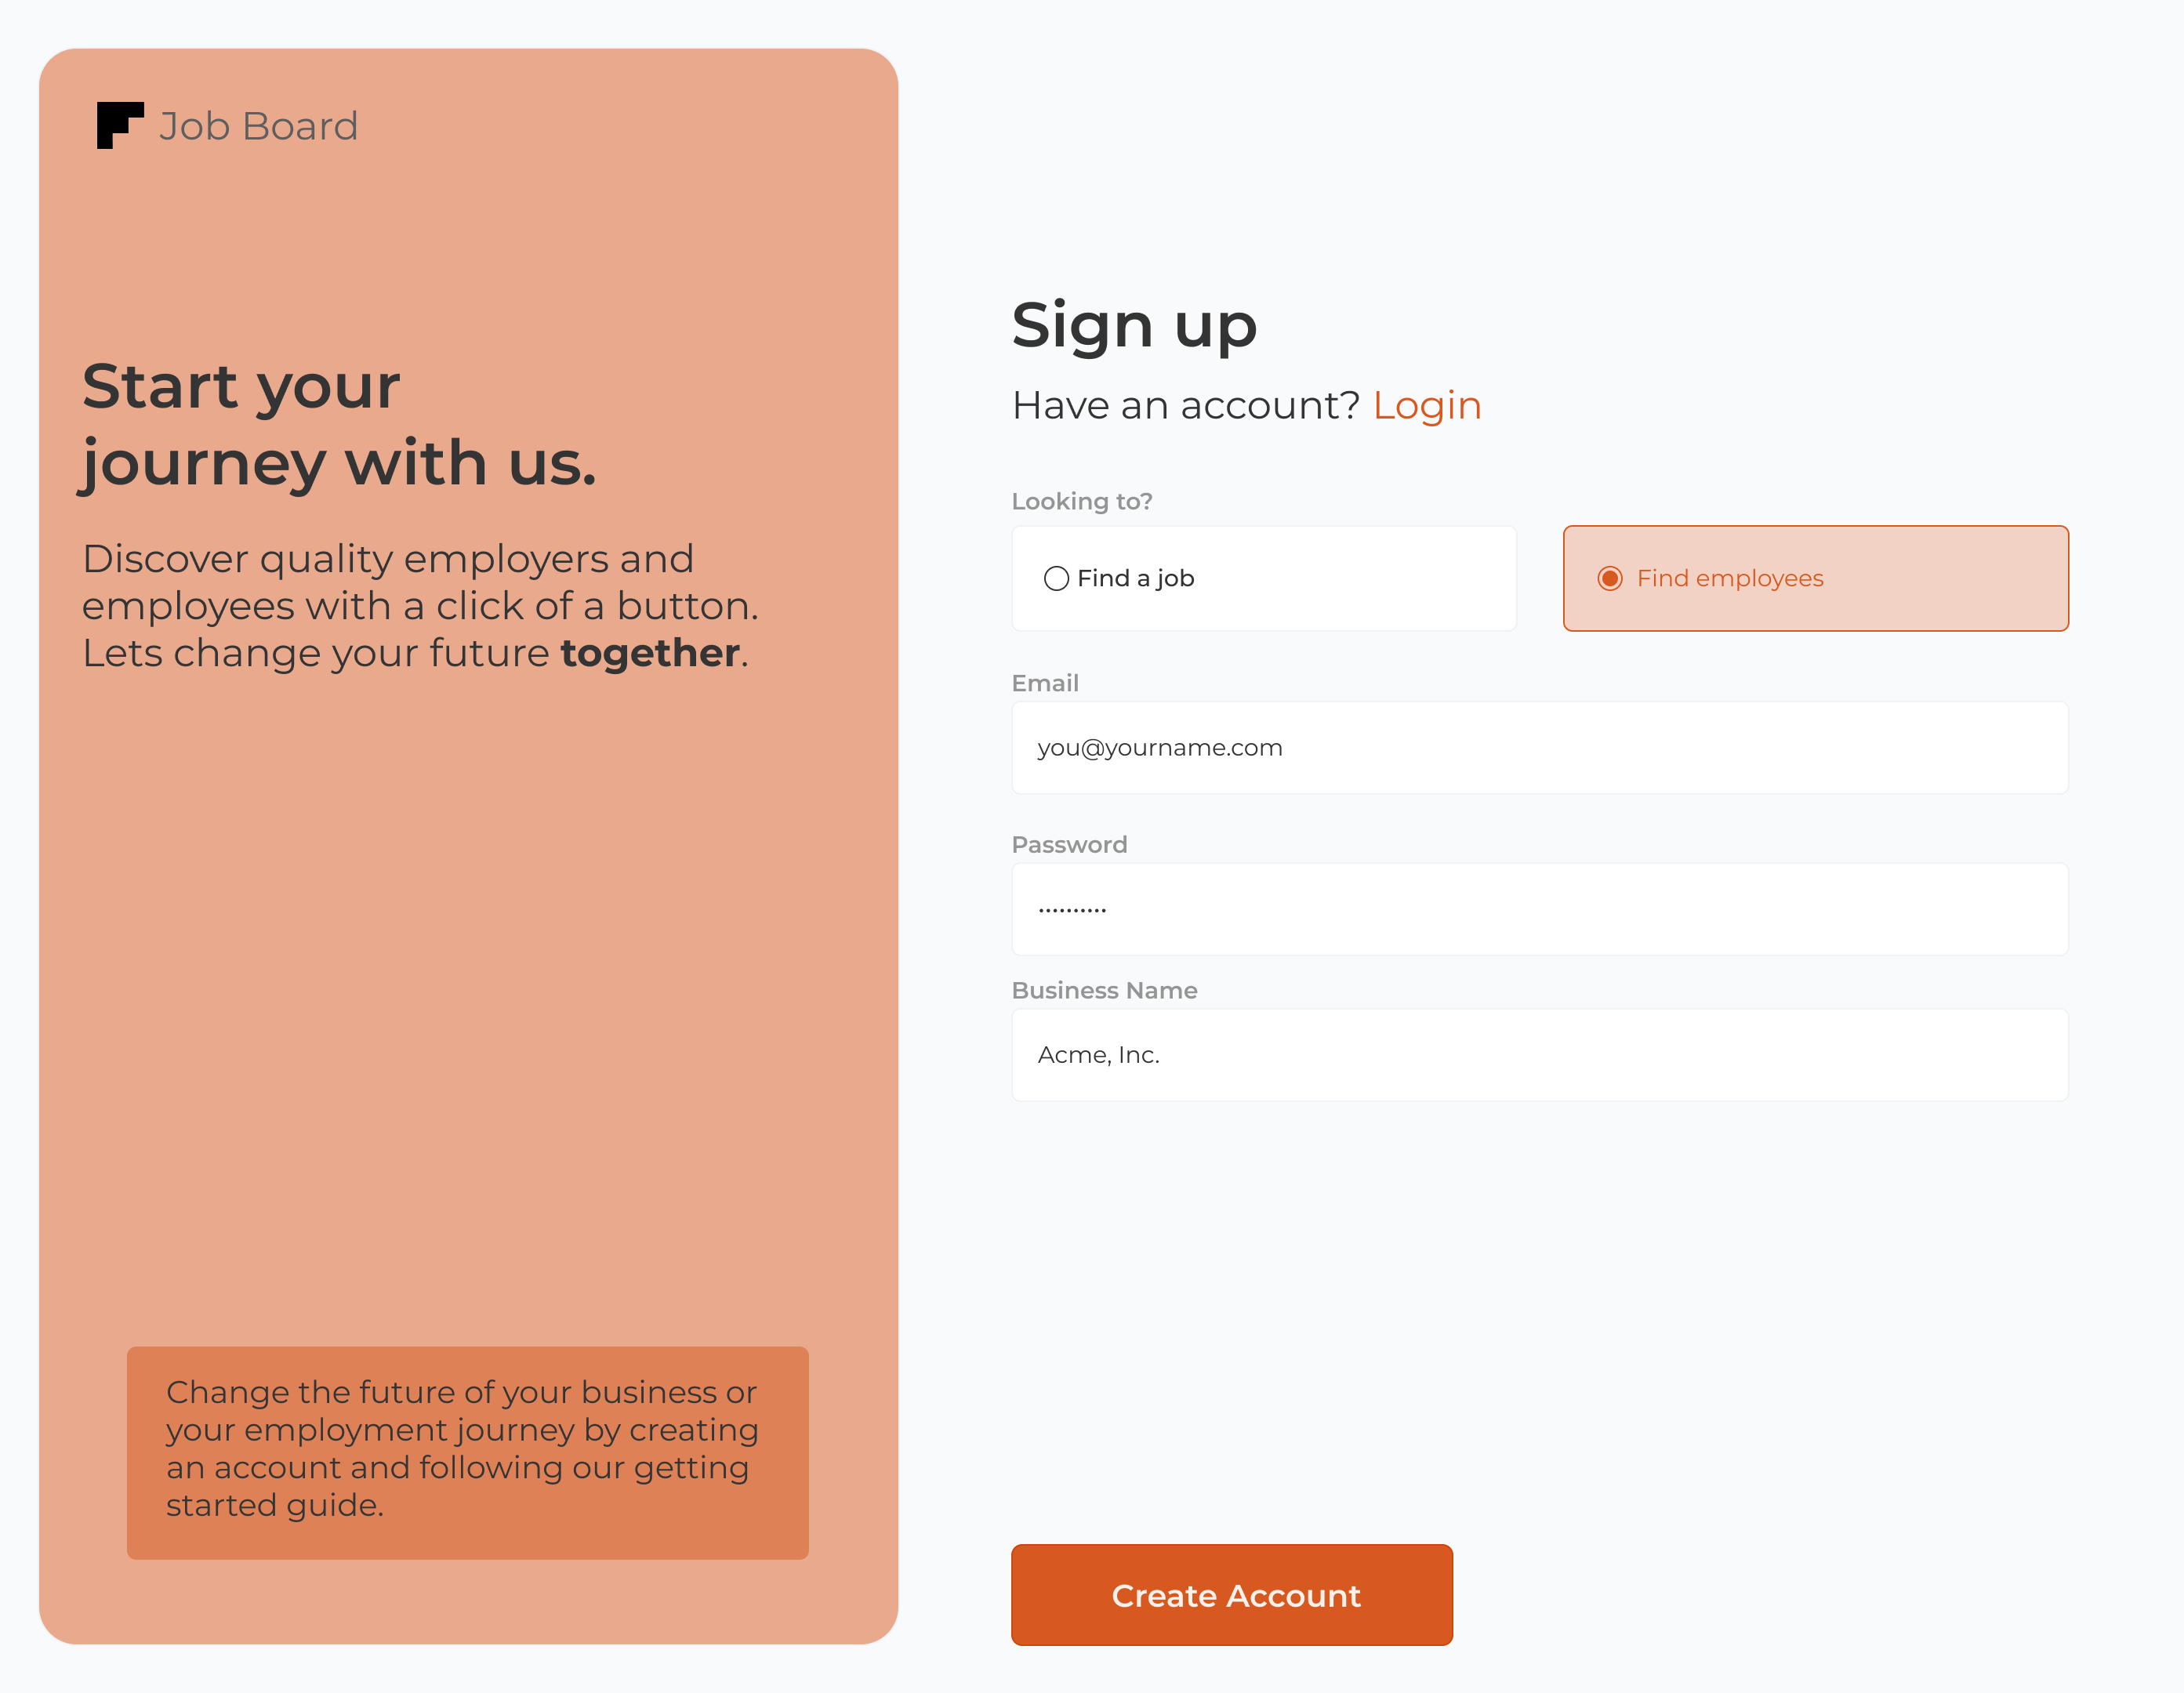 Job Board
Start your
journey with us.
Discover quality employers and
employees with a click of a button.
Lets change your future together.
Change the future of your business or
your employment journey by creating
an account and following our getting
started guide.
Sign up
Have an account? Login
Looking to?
Find a job
Find employees
Email
you@yourname.com
Password
··········
Business Name
Acme, Inc.
Create Account